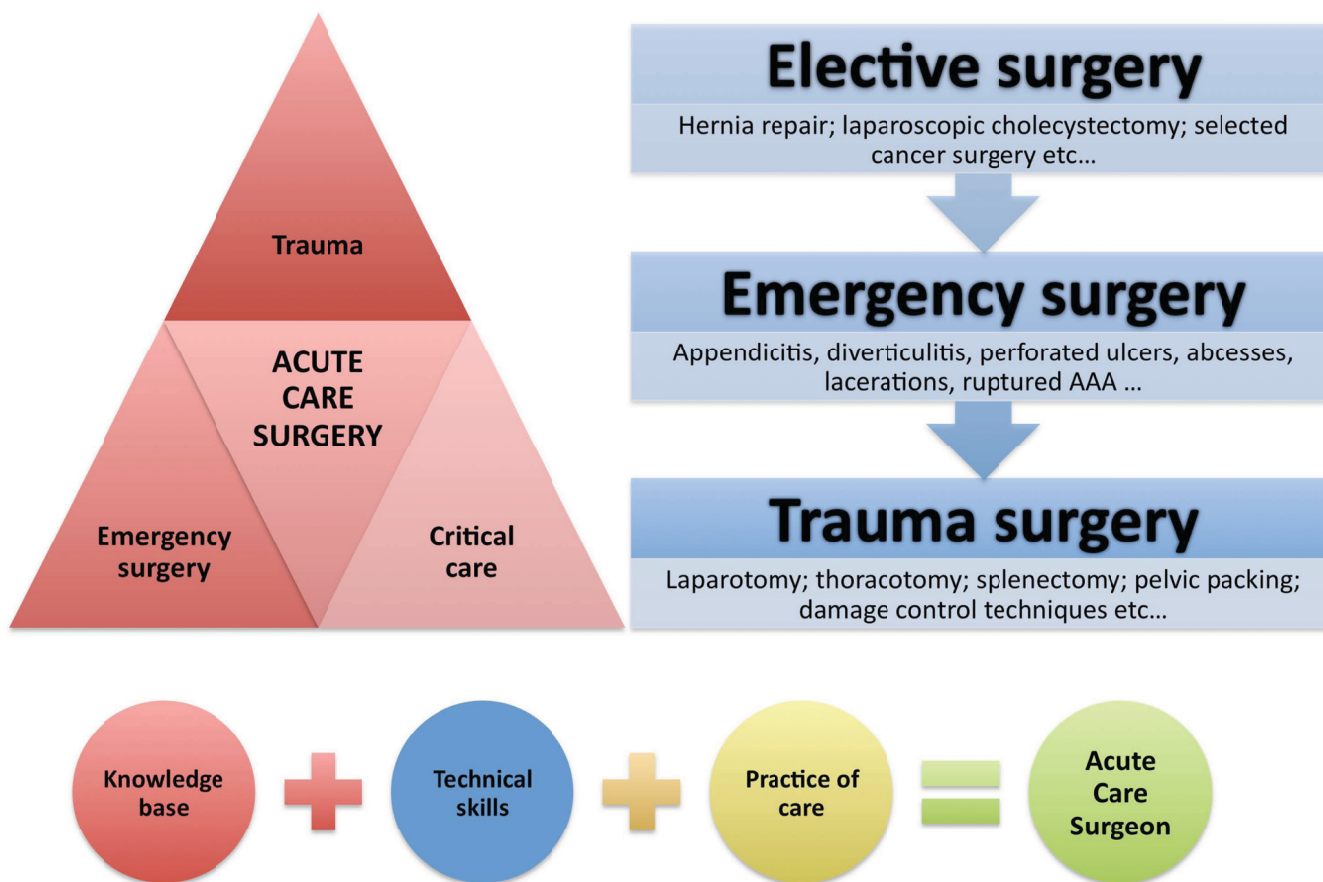 Trauma
ACUTE
CARE
SURGERY
Emergency
surgery
Critical
care
Elective surgery
Hernia repair; laparoscopic cholecystectomy; selected
cancer surgery etc...
Emergency surgery
Appendicitis, diverticulitis, perforated ulcers, abcesses,
lacerations, ruptured AAA ...
Trauma surgery
Laparotomy; thoracotomy; splenectomy; pelvic packing;
damage control techniques etc...
Knowledge
base
+
Technical
skills
+
Practice of
care
=
Acute
Care
Surgeon